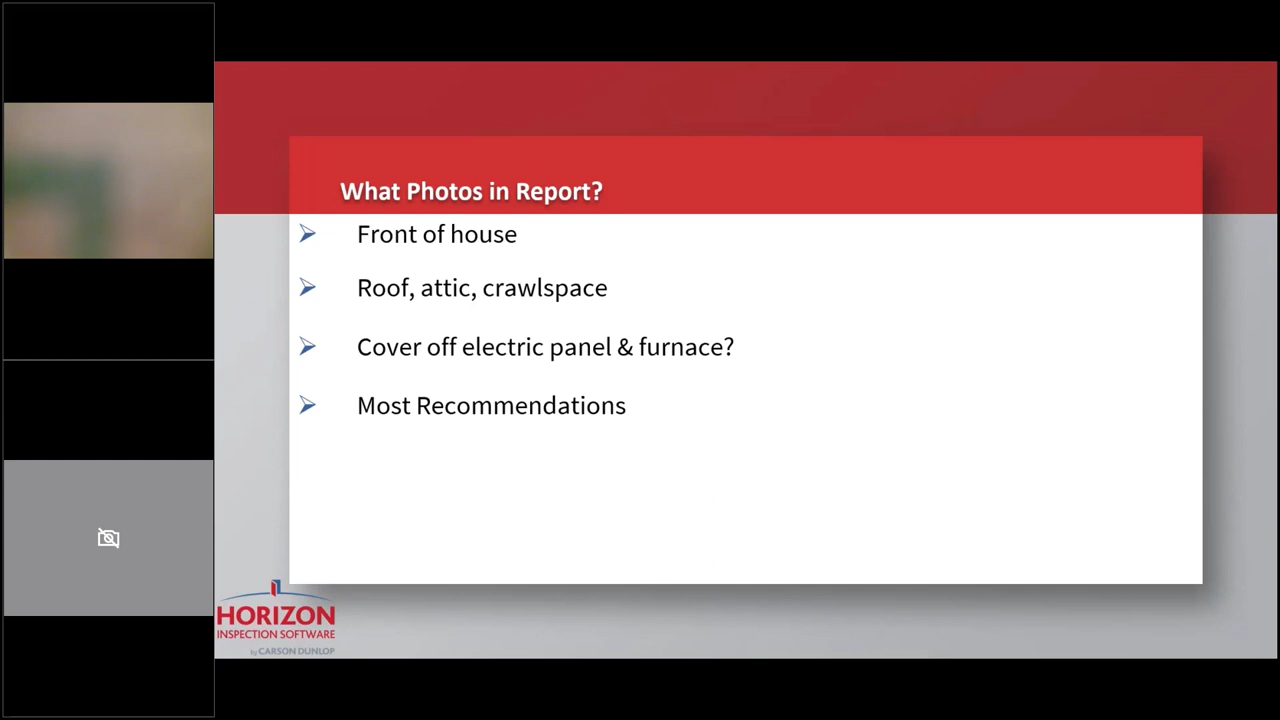 What Photos in Report?
Front of house
Roof, attic, crawlspace
Cover off electric panel & furnace?
Most Recommendations
HORIZON
INSPECTION SOFTWARE
by CARSON DUNLOP